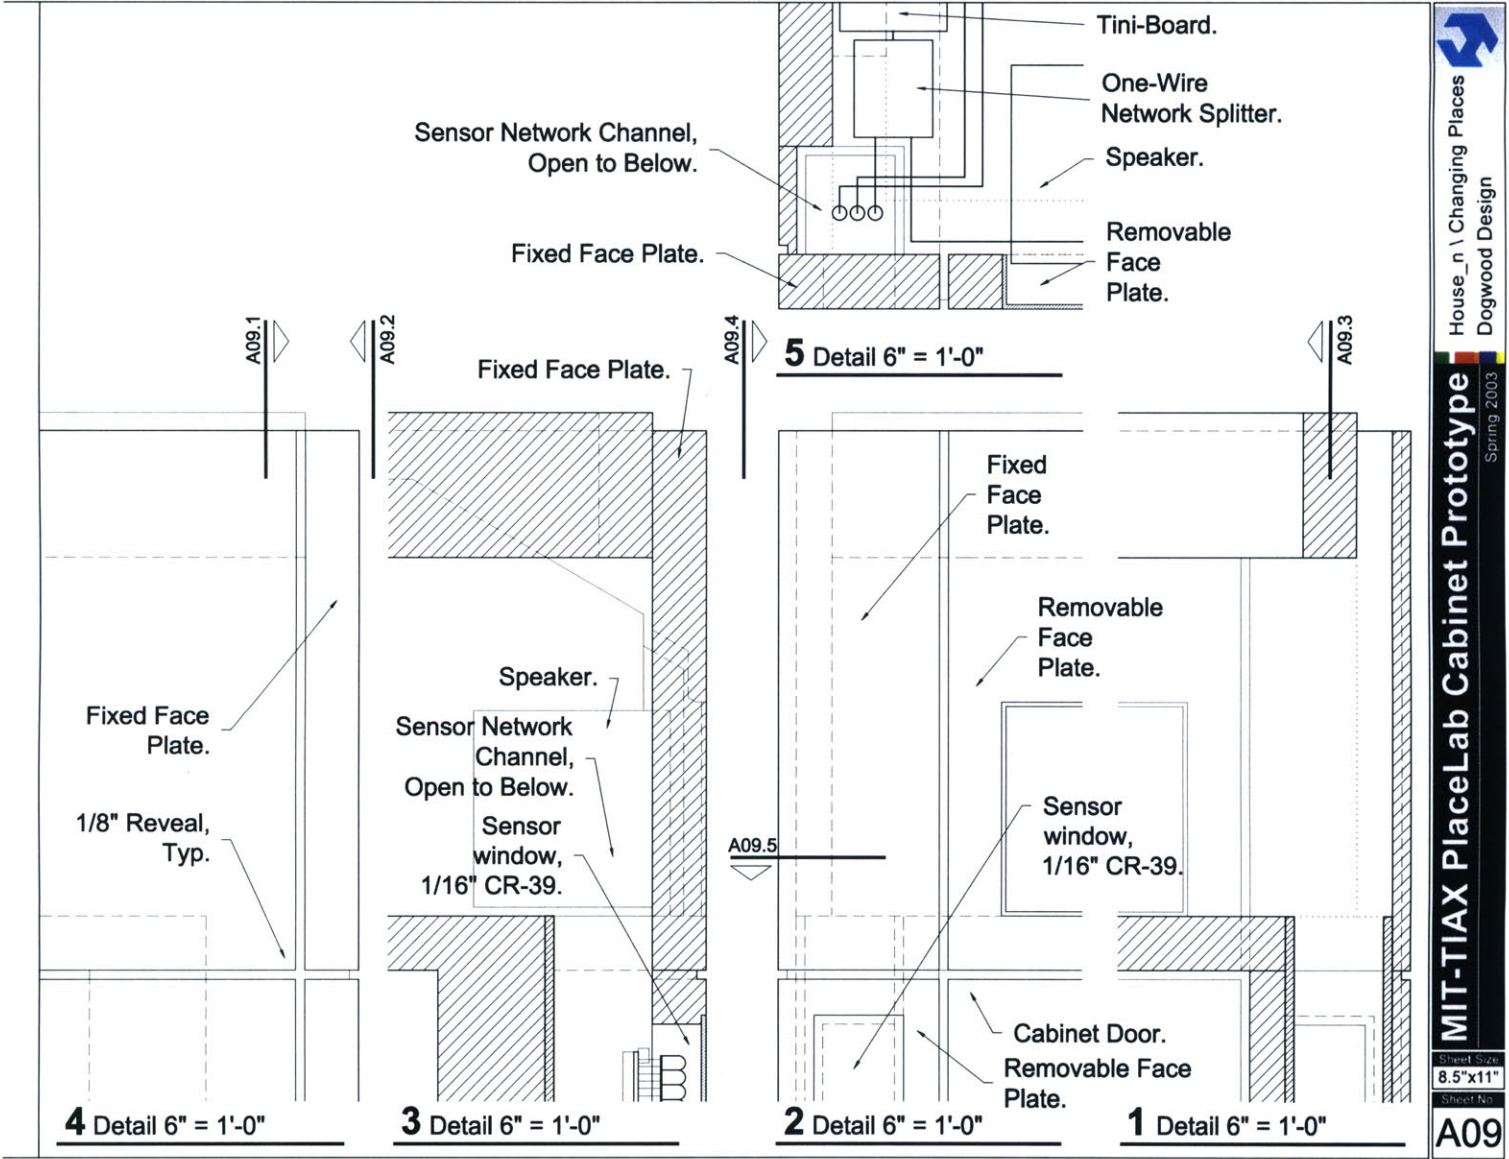 Tini-Board.
One-Wire
Network Splitter.
Sensor Network Channel,
Open to Below.
Speaker.
Fixed Face Plate.
Removable
Face
Plate.
5 Detail 6" = 1'-0"
A09.1
A09.2
A09.4
A09.3
Fixed Face Plate.
Fixed
Face
Plate.
Removable
Face
Plate.
Speaker.
Fixed Face
Plate.
Sensor Network
Channel,
Open to Below.
1/8" Reveal,
Typ.
Sensor
window,
1/16" CR-39.
A09.5
Sensor
window,
1/16" CR-39.
Cabinet Door.
Removable Face
Plate.
4 Detail 6" = 1'-0"
3 Detail 6" = 1'-0"
2 Detail 6" = 1'-0"
1 Detail 6" = 1'-0"
House_n \ Changing Places
Dogwood Design
MIT-TIAX PlaceLab Cabinet Prototype
Spring 2003
Sheet Size
8.5"x11"
Sheet No
A09